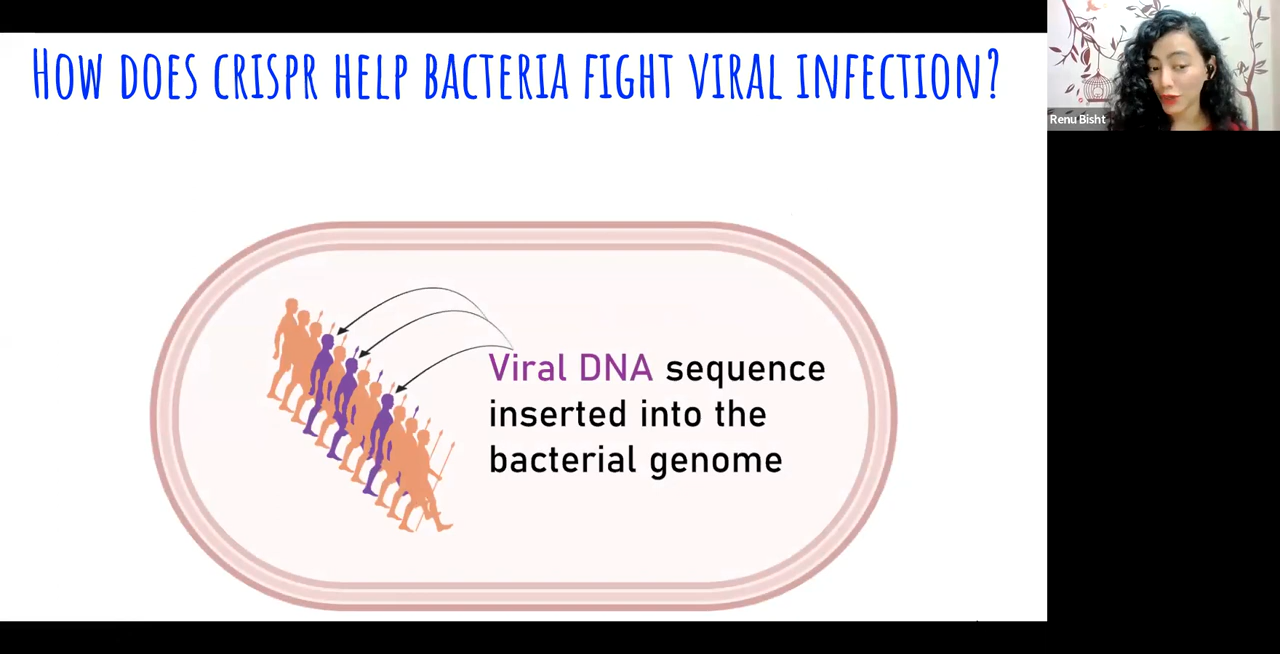 HOW DOES CRISPR HELP BACTERIA FIGHT VIRAL INFECTION?
Renu Bisht
Viral DNA sequence
inserted into the
bacterial genome